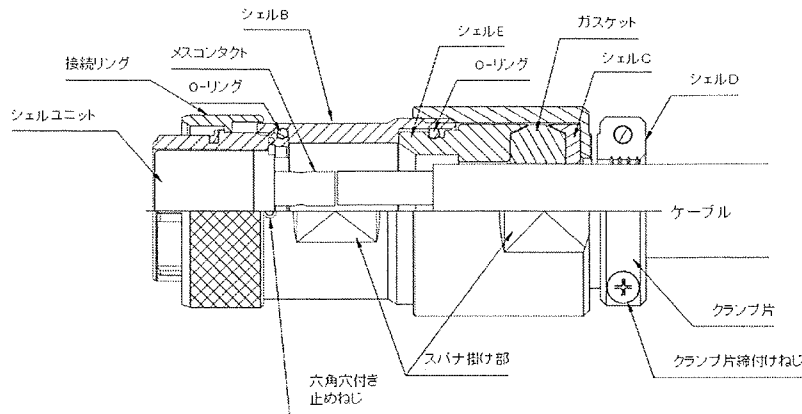 シェルB
ガスケット
シェルE
メスコンタクト
O-リング
シェルC
接続リング
O-リング
シェルD
シェルユニット
ケーブル
クランプ片
スパナ掛け部
クランプ片締付けねじ
六角穴付き
止めねじ